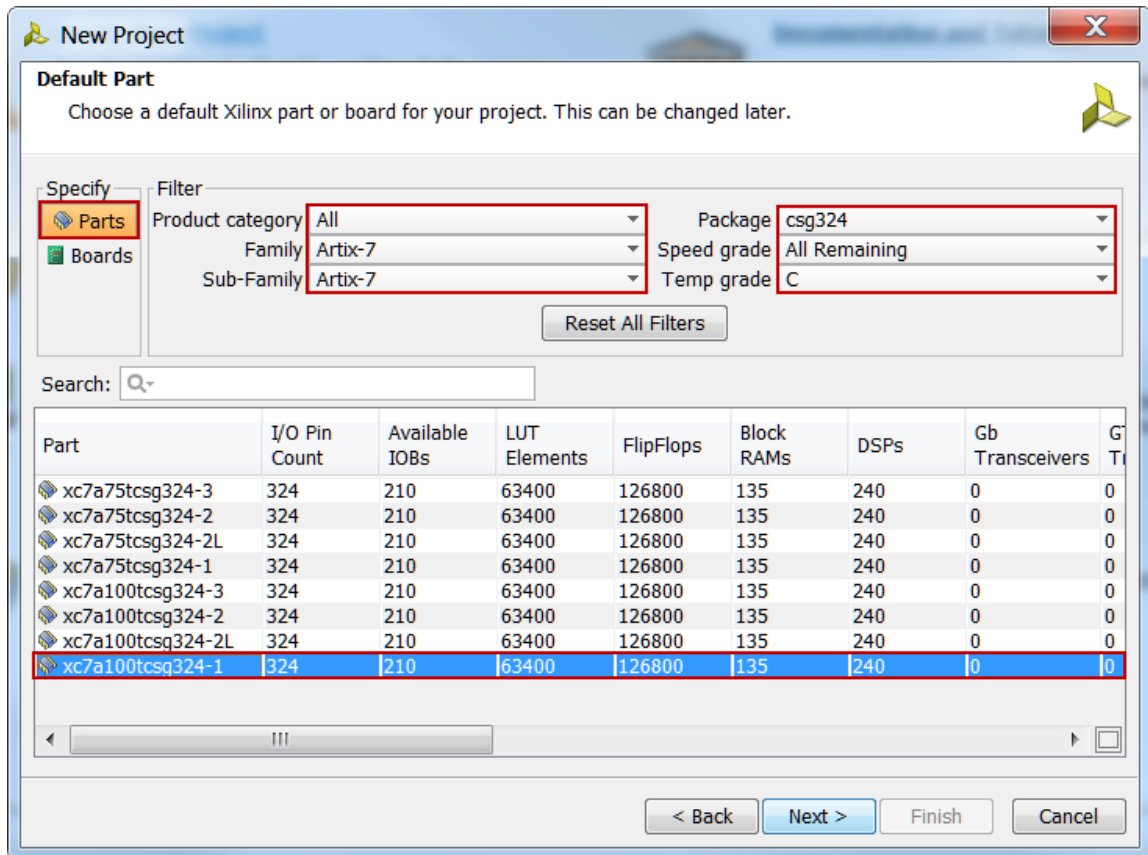 New Project
X
Default Part
Choose a default Xilinx part or board for your project. This can be changed later.
Specify
Filter
Parts
Boards
Product category All
Package csg324
Family Artix-7
Speed grade All Remaining
Sub-Family Artix-7
Temp grade C
Reset All Filters
Search:
Part I/O Pin Count Available IOBs LUT Elements FlipFlops Block RAMs DSPs Gb Transceivers
xc7a75tcsg324-3 324 210 63400 126800 135 240 0 0
xc7a75tcsg324-2 324 210 63400 126800 135 240 0 0
xc7a75tcsg324-2L 324 210 63400 126800 135 240 0 0
xc7a75tcsg324-1 324 210 63400 126800 135 240 0 0
xc7a100tcsg324-3 324 210 63400 126800 135 240 0 0
xc7a100tcsg324-2 324 210 63400 126800 135 240 0 0
xc7a100tcsg324-2L 324 210 63400 126800 135 240 0 0
xc7a100tcsg324-1 324 210 63400 126800 135 240 0 0
< Back
Next >
Finish
Cancel